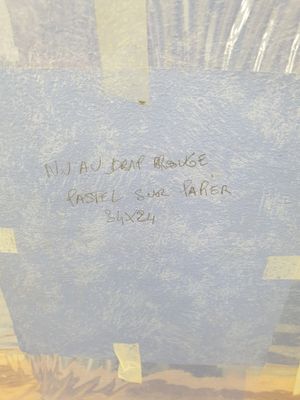 NU AU DRAP ROUGE
PASTEL SUR PAPIER
34X24